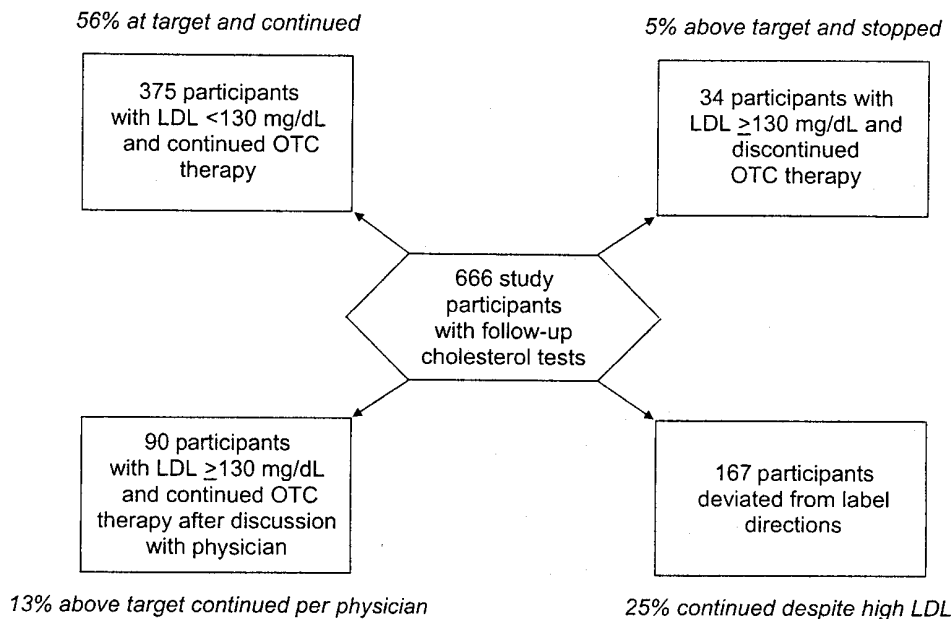 56% at target and continued
5% above target and stopped
375 participants
with LDL <130 mg/dL
and continued OTC
therapy
34 participants with
LDL ≥130 mg/dL and
discontinued
OTC therapy
666 study
participants
with follow-up
cholesterol tests
90 participants
with LDL ≥130 mg/dL
and continued OTC
therapy after discussion
with physician
167 participants
deviated from label
directions
13% above target continued per physician
25% continued despite high LDL